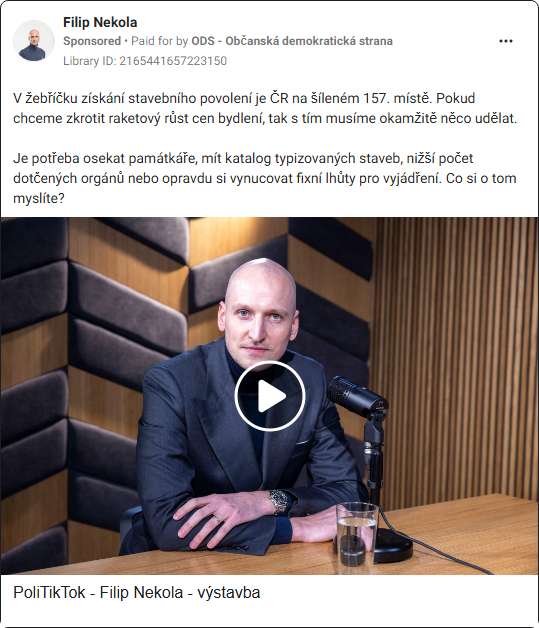 Filip Nekola
Sponsored • Paid for by ODS - Občanská demokratická strana
Library ID: 2165441657223150
V žebříčku získání stavebního povolení je ČR na šíleném 157. místě. Pokud
chceme zkrotit raketový růst cen bydlení, tak s tím musíme okamžitě něco udělat.
Je potřeba osekat památkáře, mít katalog typizovaných staveb, nižší počet
dotčených orgánů nebo opravdu si vynucovat fixní lhůty pro vyjádření. Co si o tom
myslíte?
PoliTikTok - Filip Nekola - výstavba